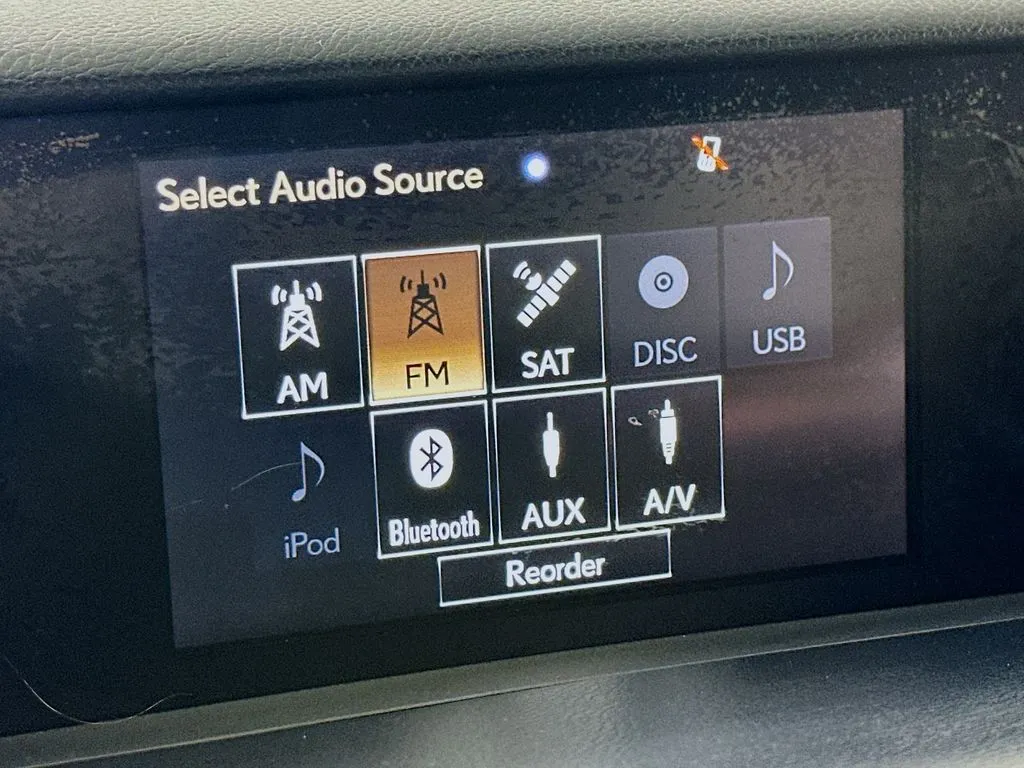 Select Audio Source
AM
FM
SAT
DISC
USB
iPod
Bluetooth
AUX
A/V
Reorder